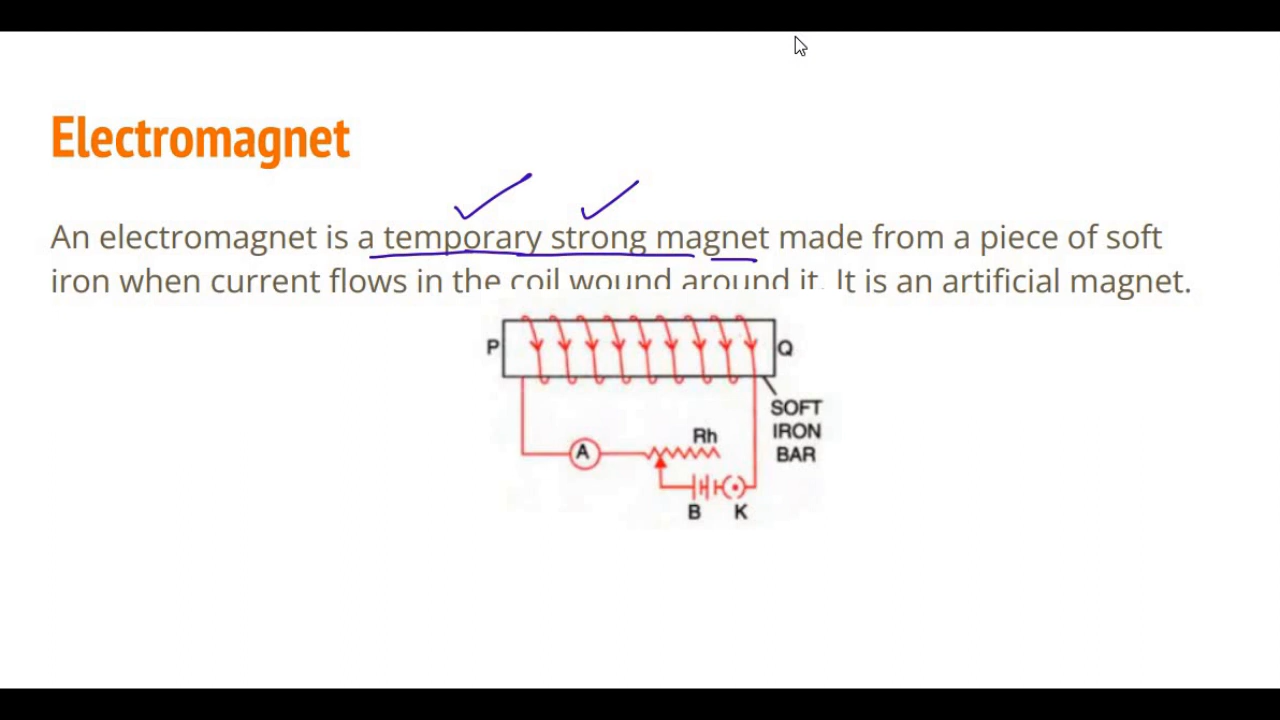 Electromagnet
An electromagnet is a temporary strong magnet made from a piece of soft
iron when current flows in the coil wound around it. It is an artificial magnet.
P
Q
SOFT
IRON
BAR
Rh
A
B
K